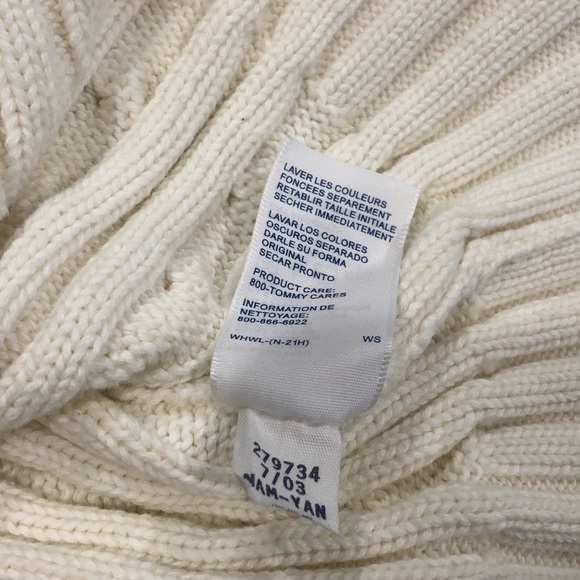 LAVER LES COULEURS
FONCEES SEPAREMENT
RETABLIR TAILLE INITIALE
SECHER IMMEDIATEMENT
LAVAR LOS COLORES
OSCUROS SEPARADO
DARLE SU FORMA
ORIGINAL
SECAR PRONTO
PRODUCT CARE:
800-TOMMY CARES
INFORMATION DE
NETTOYAGE:
800-866-6922
WHWL-(N-21H) WS
279734
7/03
NAM-YAN